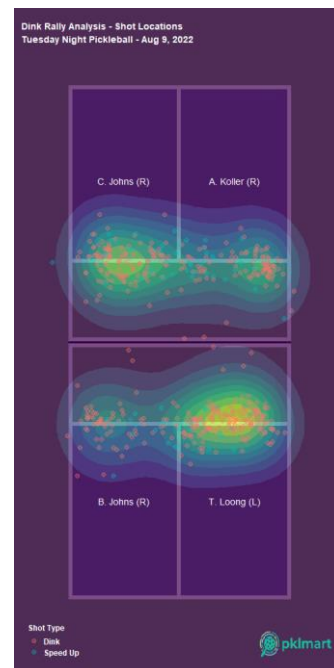 Dink Rally Analysis - Shot Locations
Tuesday Night Pickleball - Aug 9, 2022
C. Johns (R)
A. Koller (R)
B. Johns (R)
T. Loong (L)
Shot Type
Dink
Speed Up
pklmart